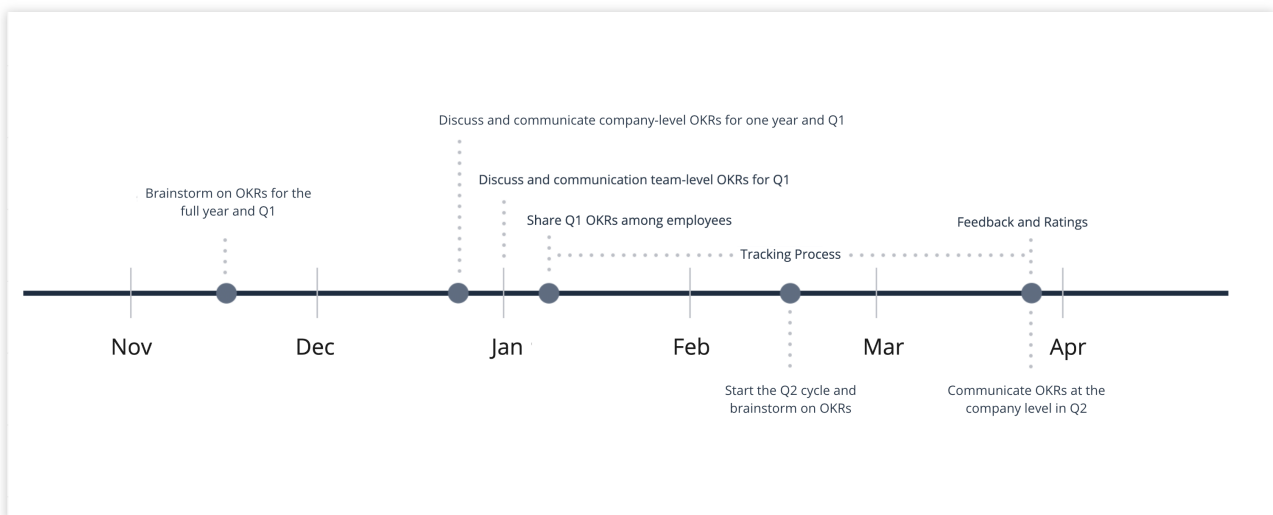 Discuss and communicate company-level OKRs for one year and Q1
Brainstorm on OKRs for the
full year and Q1
Discuss and communication team-level OKRs for Q1
Share Q1 OKRs among employees
Feedback and Ratings
Tracking Process
Nov
Dec
Jan
Feb
Mar
Apr
Start the Q2 cycle and
brainstorm on OKRs
Communicate OKRs at the
company level in Q2